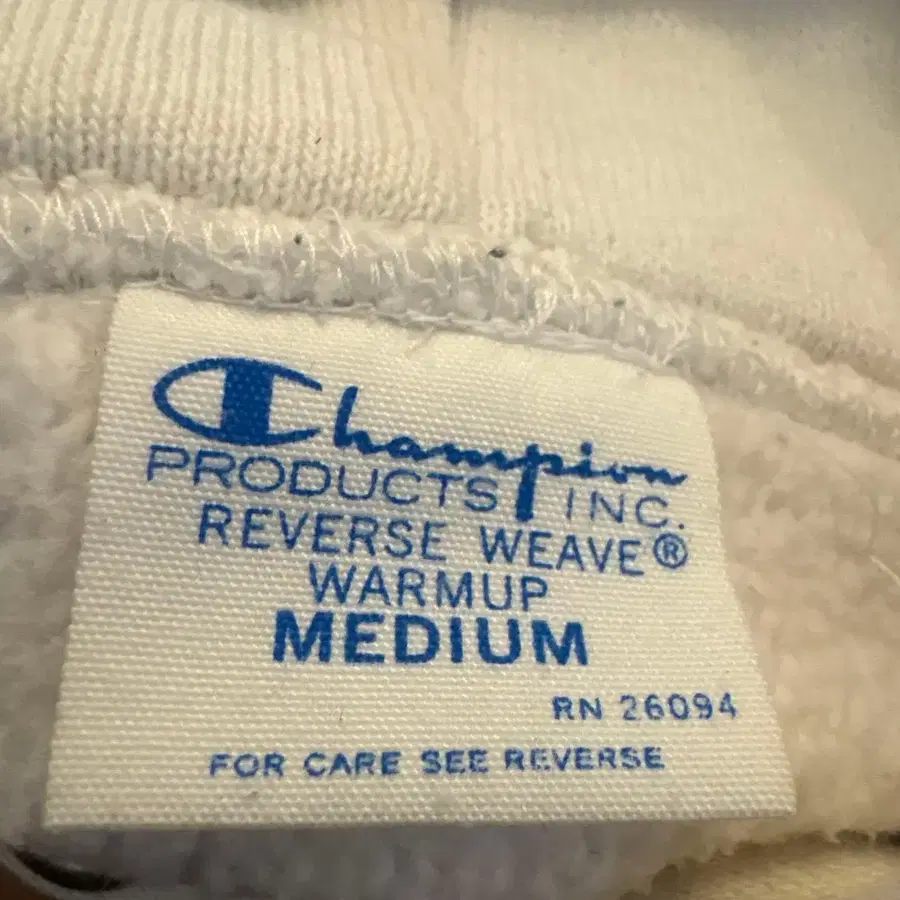 Champion
PRODUCTS INC.
REVERSE WEAVE®
WARMUP
MEDIUM
RN 26094
FOR CARE SEE REVERSE